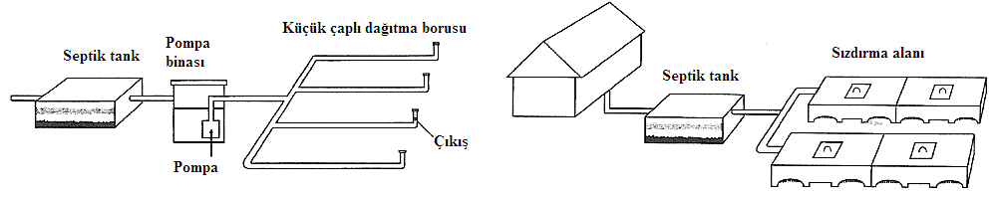 Septik tank
Pompa
binası
Küçük çaplı dağıtma borusu
Çıkış
Pompa
Septik tank
Sızdırma alanı